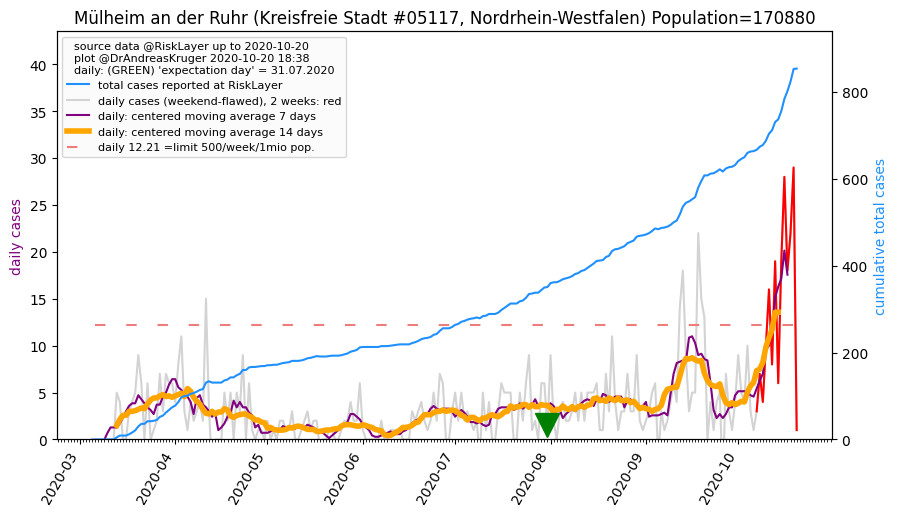 Mülheim an der Ruhr (Kreisfreie Stadt #05117, Nordrhein-Westfalen) Population=170880
source data @RiskLayer up to 2020-10-20
plot @DrAndreasKruger 2020-10-20 18:38
daily: (GREEN) 'expectation day' = 31.07.2020
total cases reported at RiskLayer
daily cases (weekend-flawed), 2 weeks: red
daily: centered moving average 7 days
daily: centered moving average 14 days
daily 12.21 =limit 500/week/1mio pop.
daily cases
40
35
30
25
20
15
10
5
0
cumulative total cases
800
600
400
200
0
2020-03
2020-04
2020-05
2020-06
2020-07
2020-08
2020-09
2020-10